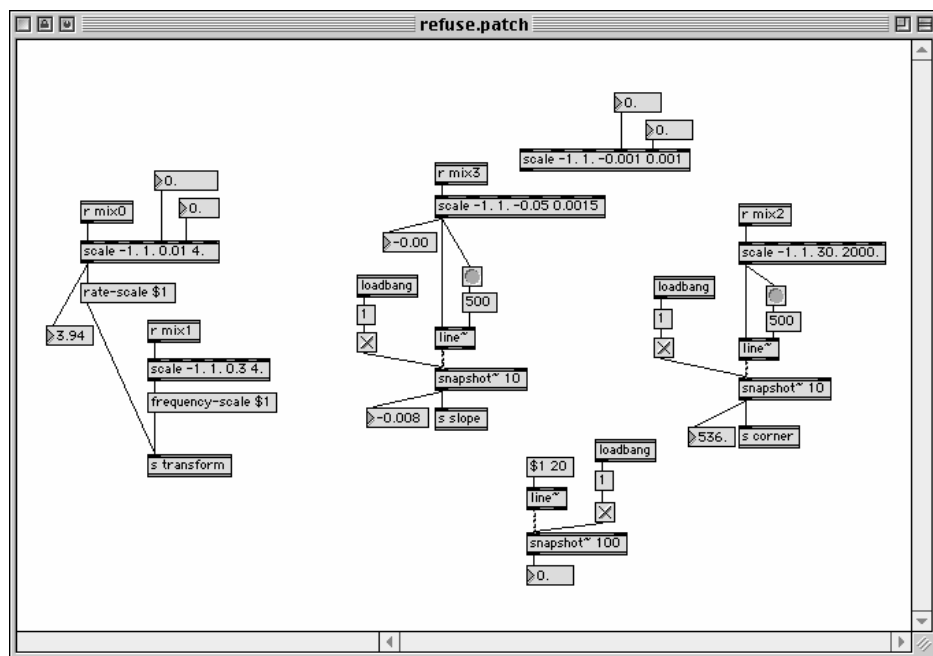 refuse.patch
0.
0.
scale -1. 1. -0.001 0.001
r mix3
0.
r mix0
0.
scale -1. 1. -0.05 0.0015
r mix2
-0.00
scale -1. 1. 0.01 4.
scale -1. 1. 30. 2000.
loadbang
500
rate-scale $1
1
loadbang
500
3.94
r mix1
line~
1
line~
scale -1. 1. 0.3 4.
snapshot~ 10
snapshot~ 10
frequency-scale $1
-0.008
s slope
536.
s corner
s transform
$1 20
loadbang
1
line~
snapshot~ 100
0.